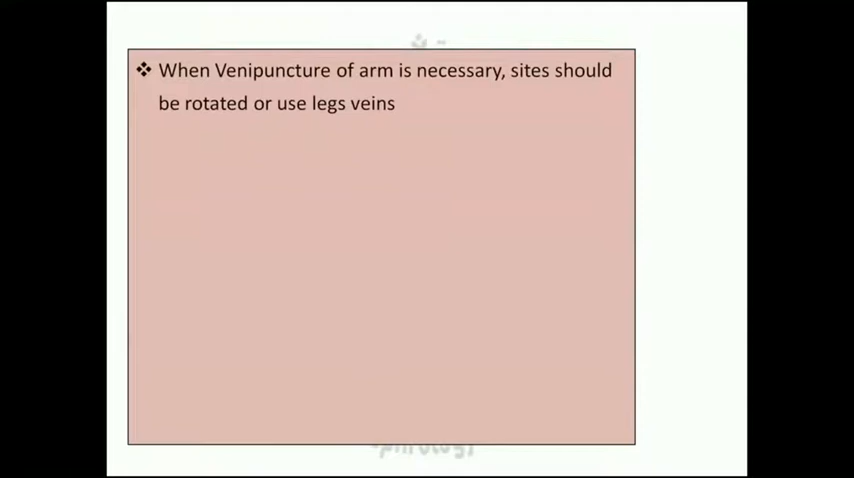 When Venipuncture of arm is necessary, sites should
be rotated or use legs veins